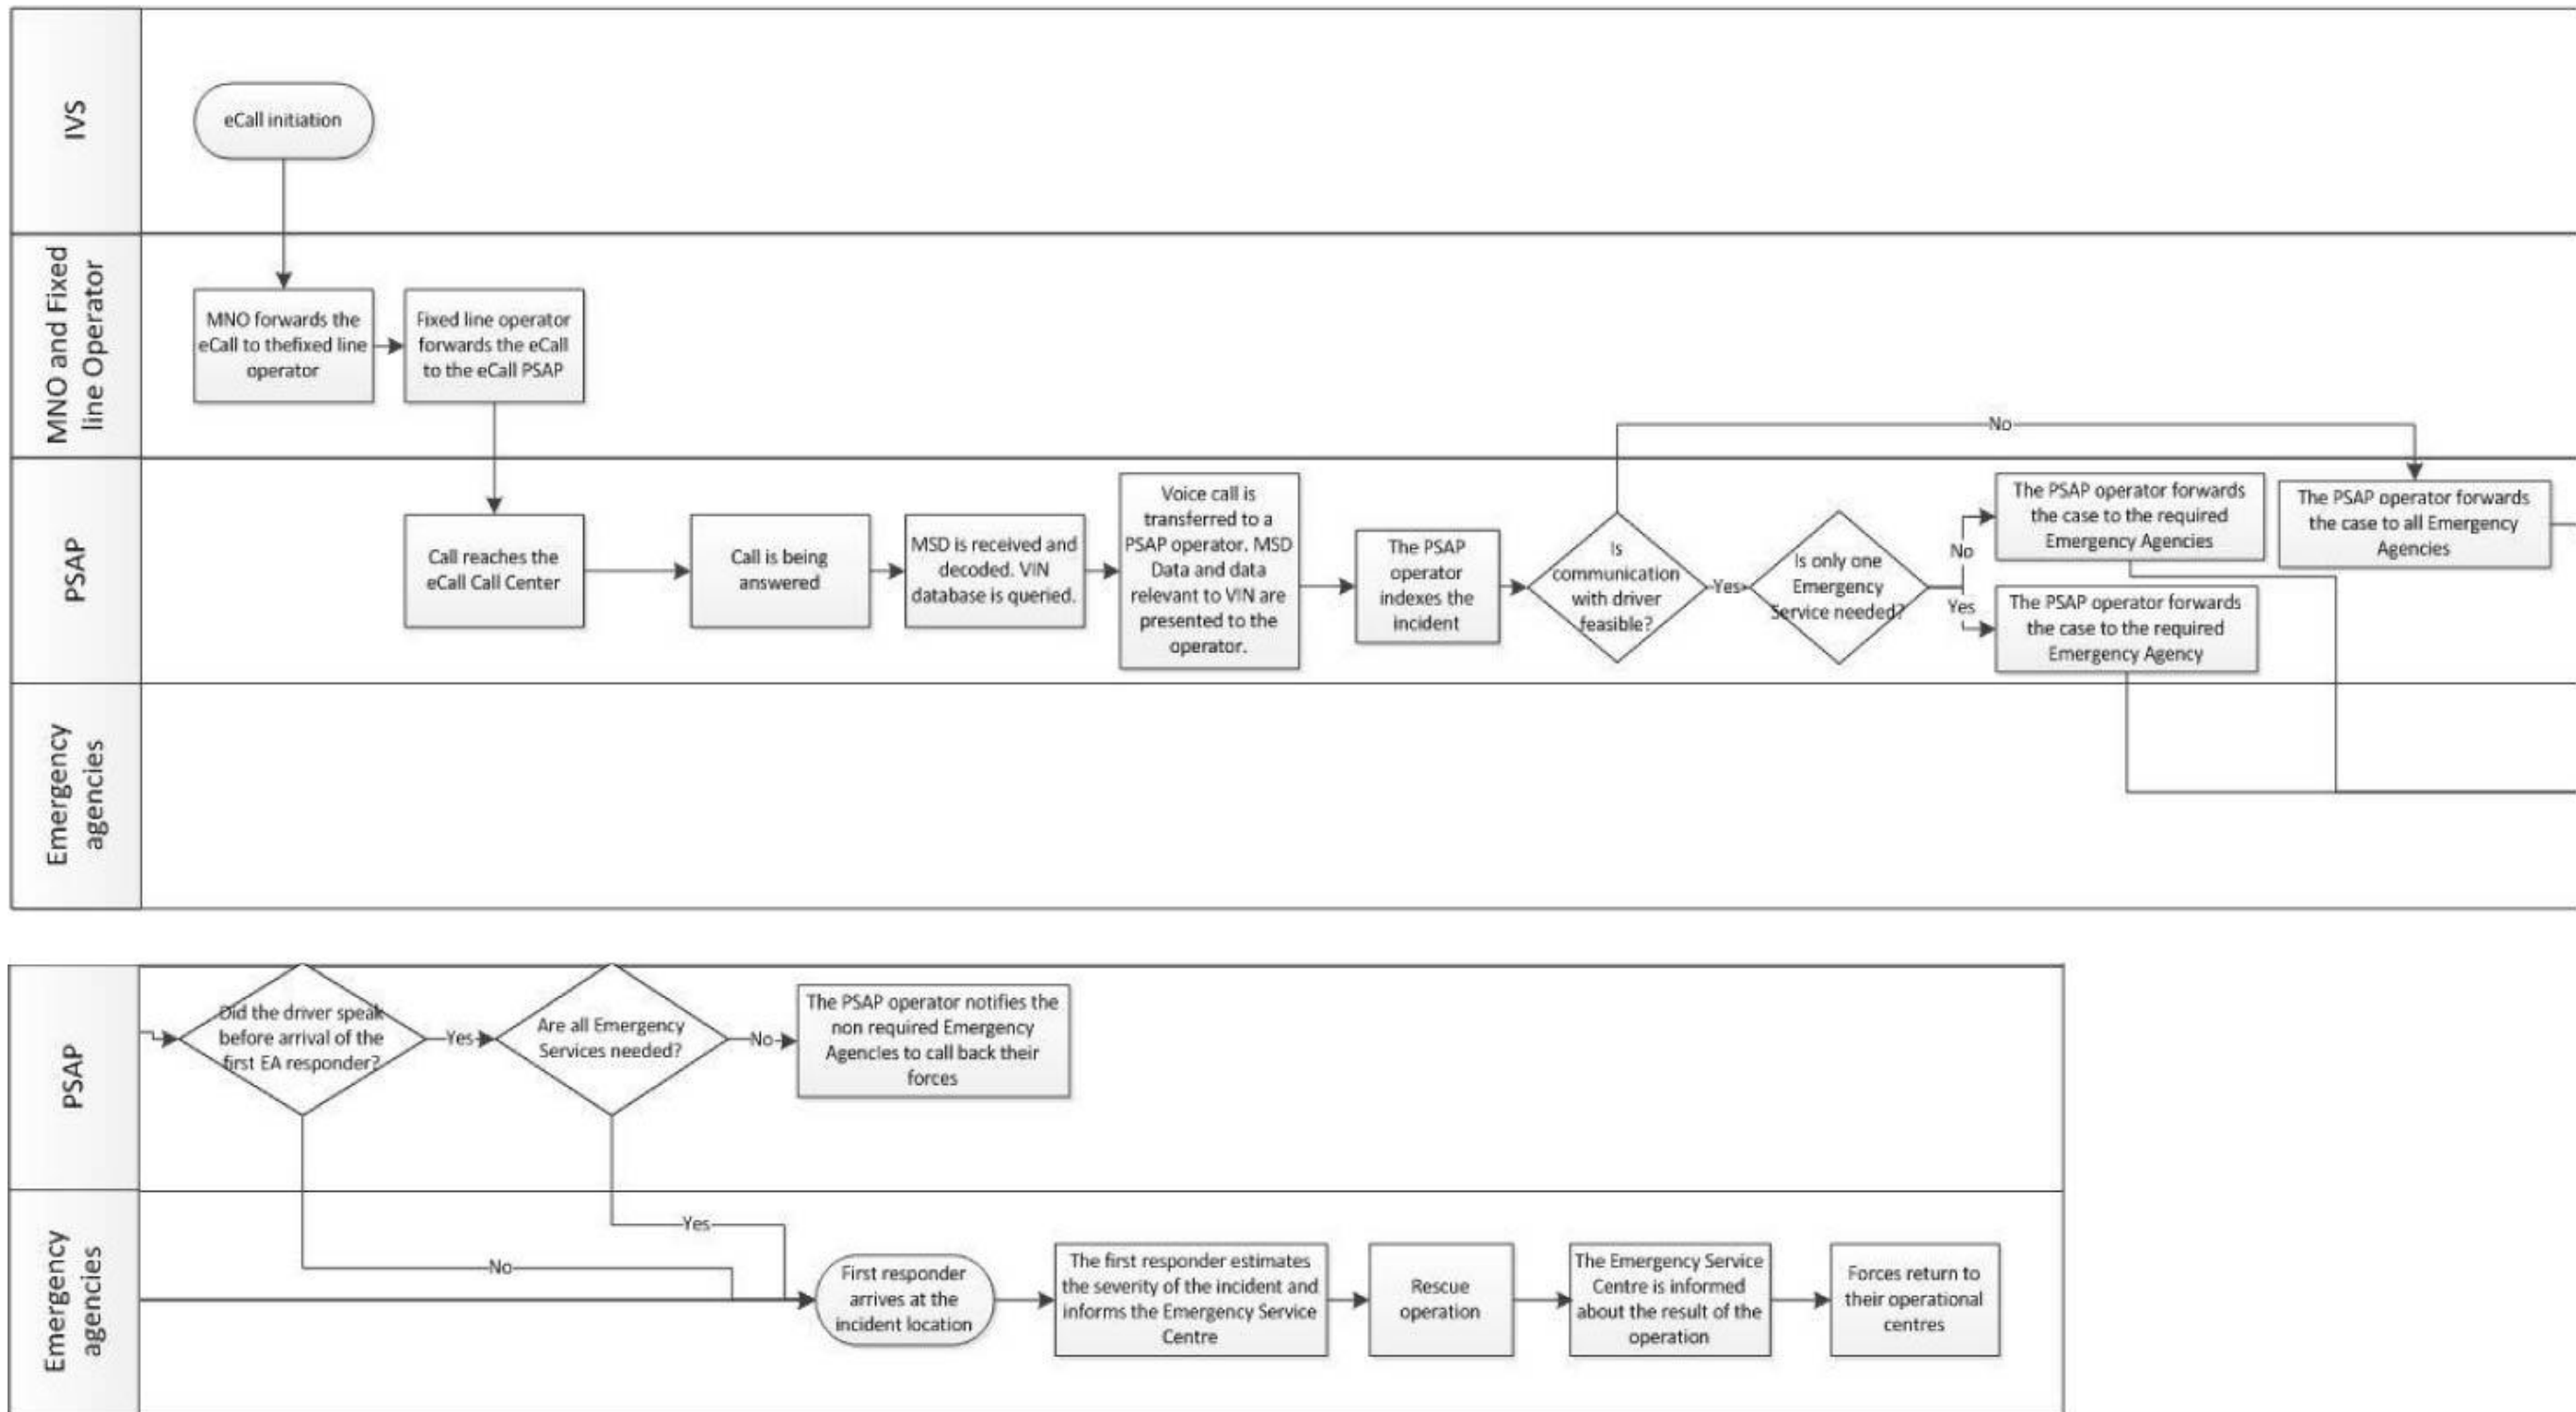 IVS
eCall initiation
MNO and Fixed
line Operator
MNO forwards the
eCall to thefixed line
operator
Fixed line operator
forwards the eCall
to the eCall PSAP
No
PSAP
Call reaches the
eCall Call Center
Call is being
answered
MSD is received and
decoded. VIN
database is queried.
Voice call is
transferred to a
PSAP operator. MSD
Data and data
relevant to VIN are
presented to the
operator.
The PSAP
operator
indexes the
incident
Is
communication
with driver
feasible?
Yes
Is only one
Emergency
Service needed?
No
Yes
The PSAP operator forwards
the case to the required
Emergency Agencies
The PSAP operator forwards
the case to the required
Emergency Agency
The PSAP operator forwards
the case to all Emergency
Agencies
Emergency
agencies
PSAP
Did the driver speak
before arrival of the
first EA responder?
Yes
Are all Emergency
Services needed?
No
The PSAP operator notifies the
non required Emergency
Agencies to call back their
forces
Emergency
agencies
Yes
No
First responder
arrives at the
incident location
The first responder estimates
the severity of the incident and
informs the Emergency Service
Centre
Rescue
operation
The Emergency Service
Centre is informed
about the result of the
operation
Forces return to
their operational
centres